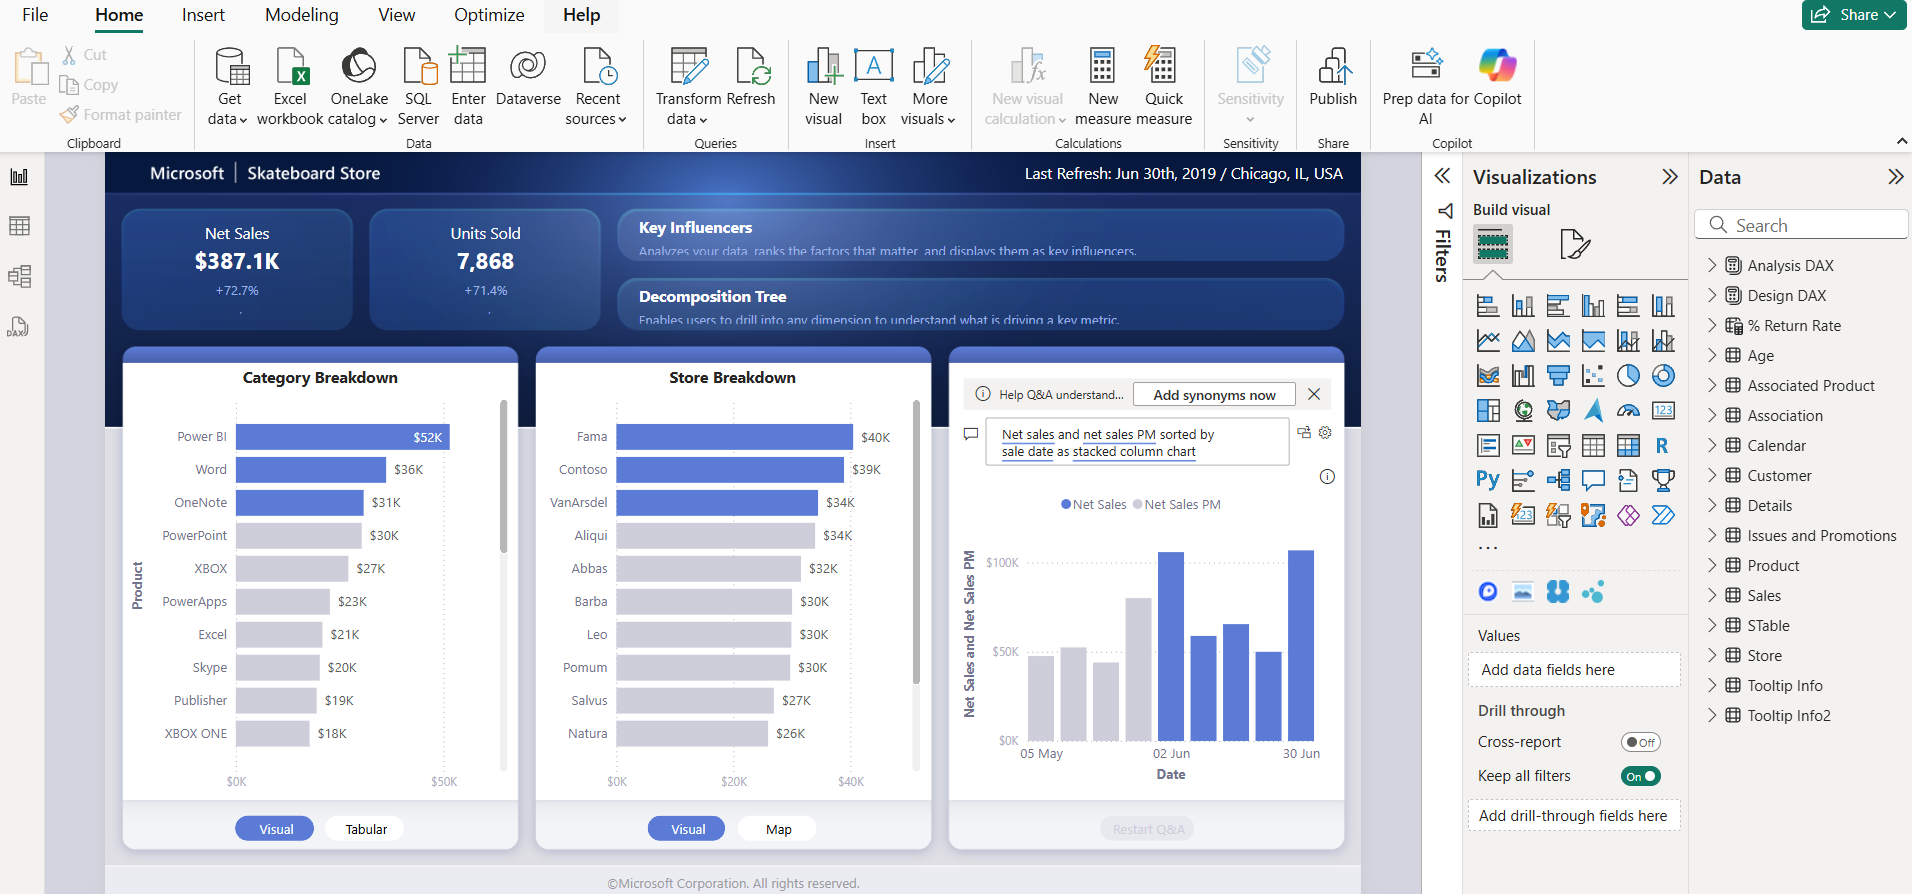 File Home Insert Modeling View Optimize Help Share
Paste Cut Copy Format painter
Clipboard
Get data Excel workbook OneLake catalog SQL Server Enter data Dataverse Recent sources
Data
Transform data Refresh
Queries
New visual Text box More visuals
Insert
New visual calculation New measure Quick measure
Calculations
Sensitivity
Sensitivity
Publish
Share
Prep data for AI Copilot
Copilot
Microsoft | Skateboard Store
Last Refresh: Jun 30th, 2019 / Chicago, IL, USA
Net Sales
$387.1K
+72.7%
Units Sold
7,868
+71.4%
Key Influencers
Analyzes your data, ranks the factors that matter, and displays them as key influencers.
Decomposition Tree
Enables users to drill into any dimension to understand what is driving a key metric.
Category Breakdown
Product
Power BI $52K
Word $36K
OneNote $31K
PowerPoint $30K
XBOX $27K
PowerApps $23K
Excel $21K
Skype $20K
Publisher $19K
XBOX ONE $18K
$0K $50K
Visual Tabular
Store Breakdown
Fama $40K
Contoso $39K
VanArsdel $34K
Aliqui $34K
Abbas $32K
Barba $30K
Leo $30K
Pomum $30K
Salvus $27K
Natura $26K
$0K $20K $40K
Visual Map
Help Q&A understand... Add synonyms now
Net sales and net sales PM sorted by
sale date as stacked column chart
Net Sales Net Sales PM
Net Sales and Net Sales PM
$100K
$50K
$0K
05 May 02 Jun 30 Jun
Date
Restart Q&A
©Microsoft Corporation. All rights reserved.
Filters
Visualizations
Build visual
123
R
Py
123
...
Values
Add data fields here
Drill through
Cross-report Off
Keep all filters On
Add drill-through fields here
Data
Search
Analysis DAX
Design DAX
% Return Rate
Age
Associated Product
Association
Calendar
Customer
Details
Issues and Promotions
Product
Sales
STable
Store
Tooltip Info
Tooltip Info2
DAX